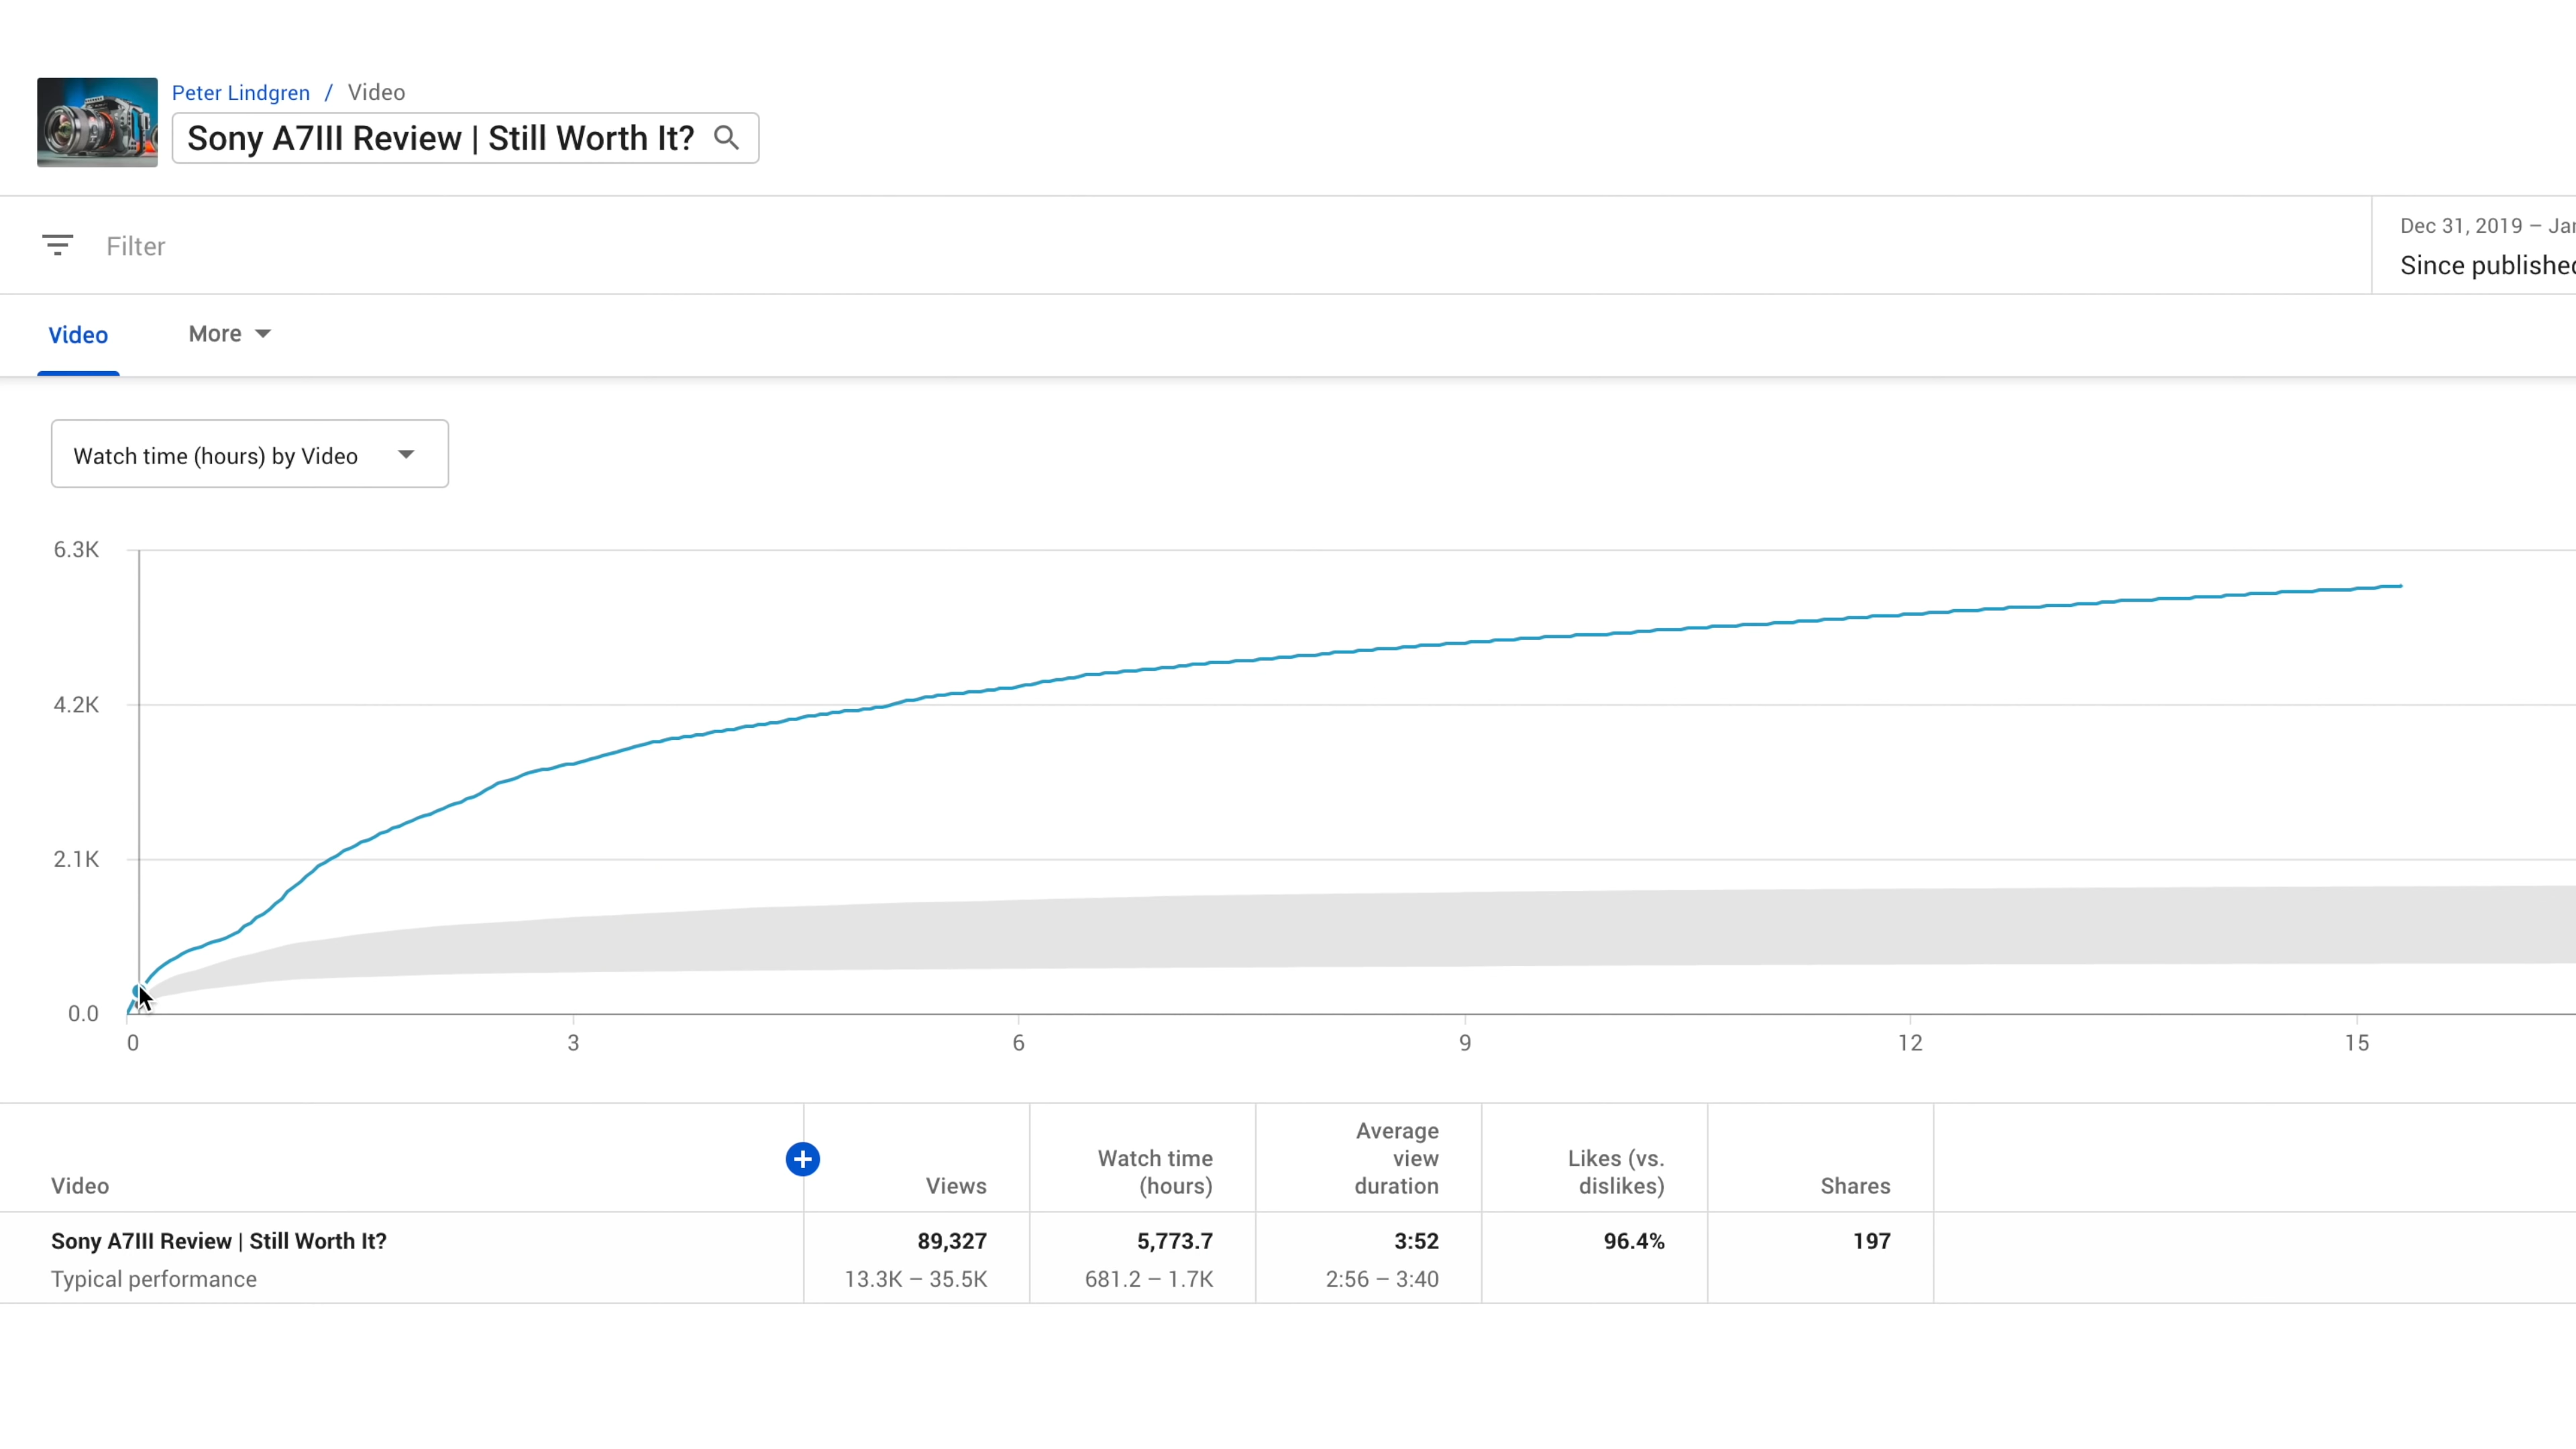 Peter Lindgren / Video
Sony A7III Review | Still Worth It?
Filter
Dec 31, 2019 –
Since
Video More
Watch time (hours) by Video
6.3K
4.2K
2.1K
0.0
0 3 6 9 12 15
Video
Views
Watch time
(hours)
Average
view
duration
Likes (vs.
dislikes)
Shares
Sony A7III Review | Still Worth It? 89,327 5,773.7 3:52 96.4% 197
Typical performance 13.3K – 35.5K 681.2 – 1.7K 2:56 – 3:40